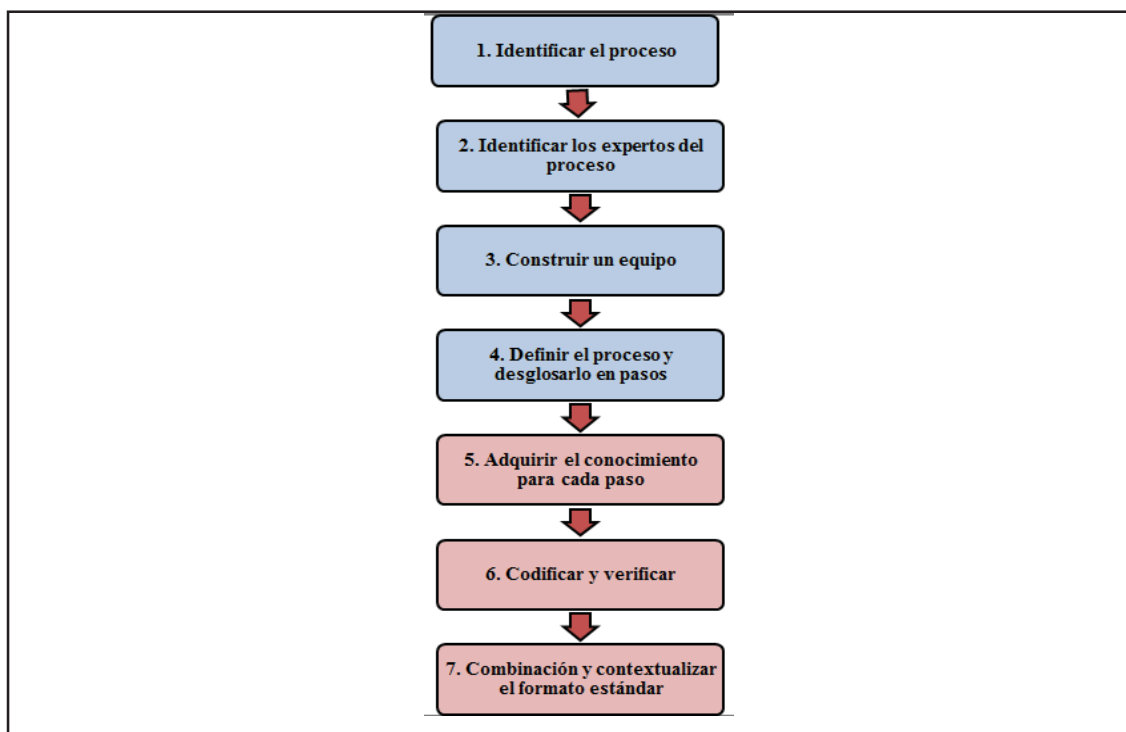 1. Identificar el proceso
2. Identificar los expertos del
proceso
3. Construir un equipo
4. Definir el proceso y
desglosarlo en pasos
5. Adquirir el conocimiento
para cada paso
6. Codificar y verificar
7. Combinación y contextualizar
el formato estándar